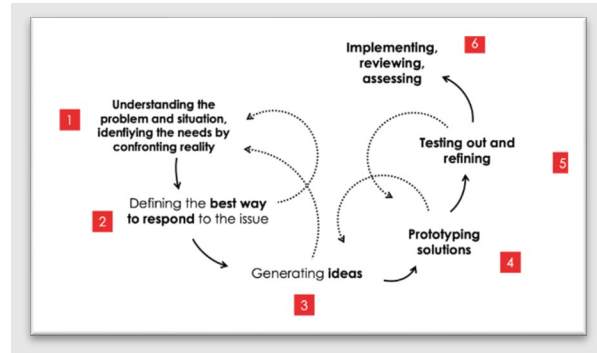 1
Understanding the
problem and situation,
idenfiying the needs by
confronting reality
2
Defining the best way
to respond to the issue
3
Generating ideas
4
Prototyping
solutions
5
Testing out and
refining
6
Implementing,
reviewing,
assessing